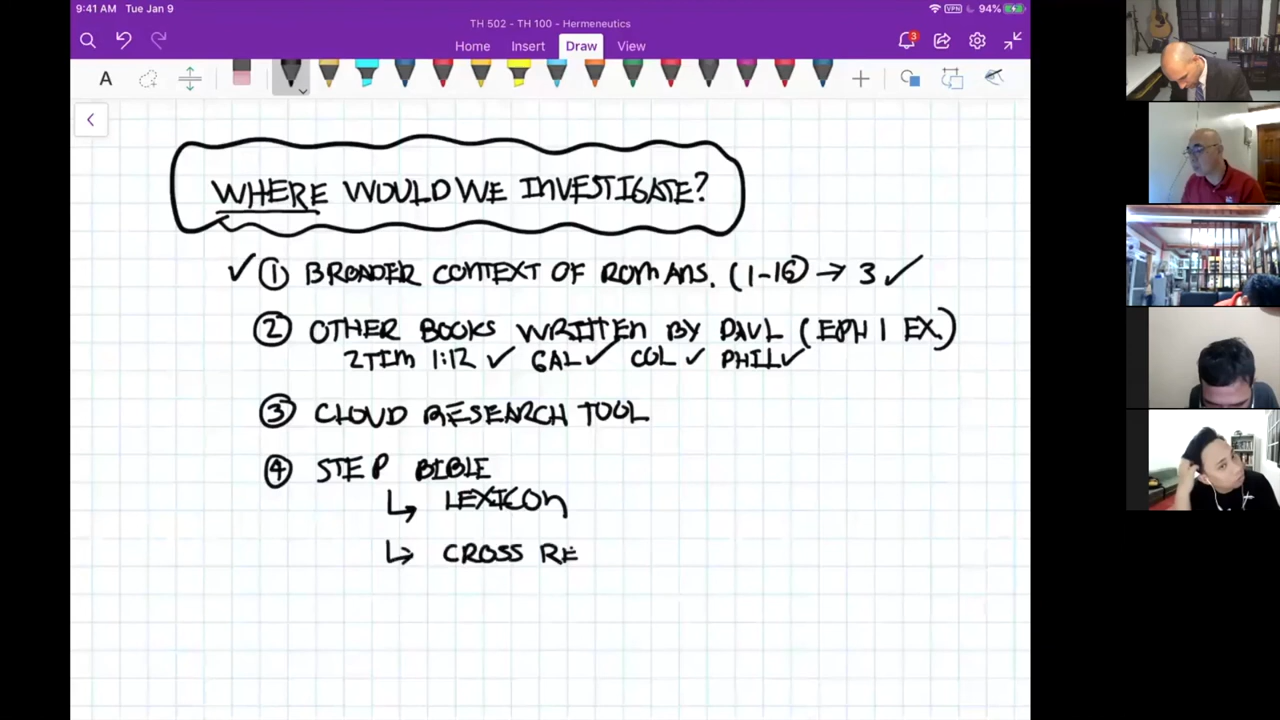 9:41 AM Tue Jan 9
VPN 94%
TH 502 - TH 100 - Hermeneutics
Home Insert Draw View
3
A
WHERE WOULD WE INVESTIGATE?
✓ ① BROADER CONTEXT OF ROMANS. (1-16) → 3 ✓
② OTHER BOOKS WRITTEN BY PAUL (EPH 1 EX.)
2TIM 1:12 ✓ GAL ✓ COL ✓ PHIL ✓
③ CLOUD RESEARCH TOOL
④ STEP BIBLE
↳ LEXICON
↳ CROSS RE